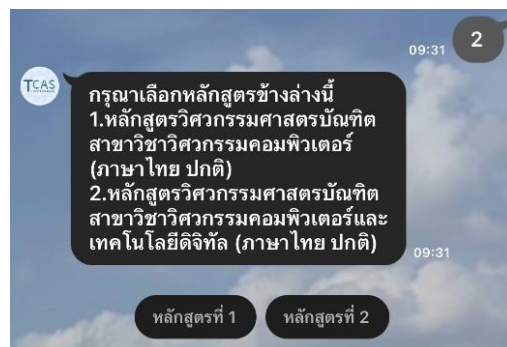 2
09:31
TCAS
กรุณาเลือกหลักสูตรข้างล่างนี้
1.หลักสูตรวิศวกรรมศาสตรบัณฑิต
สาขาวิชาวิศวกรรมคอมพิวเตอร์
(ภาษาไทย ปกติ)
2.หลักสูตรวิศวกรรมศาสตรบัณฑิต
สาขาวิชาวิศวกรรมคอมพิวเตอร์และ
เทคโนโลยีดิจิทัล (ภาษาไทย ปกติ)
09:31
หลักสูตรที่ 1
หลักสูตรที่ 2